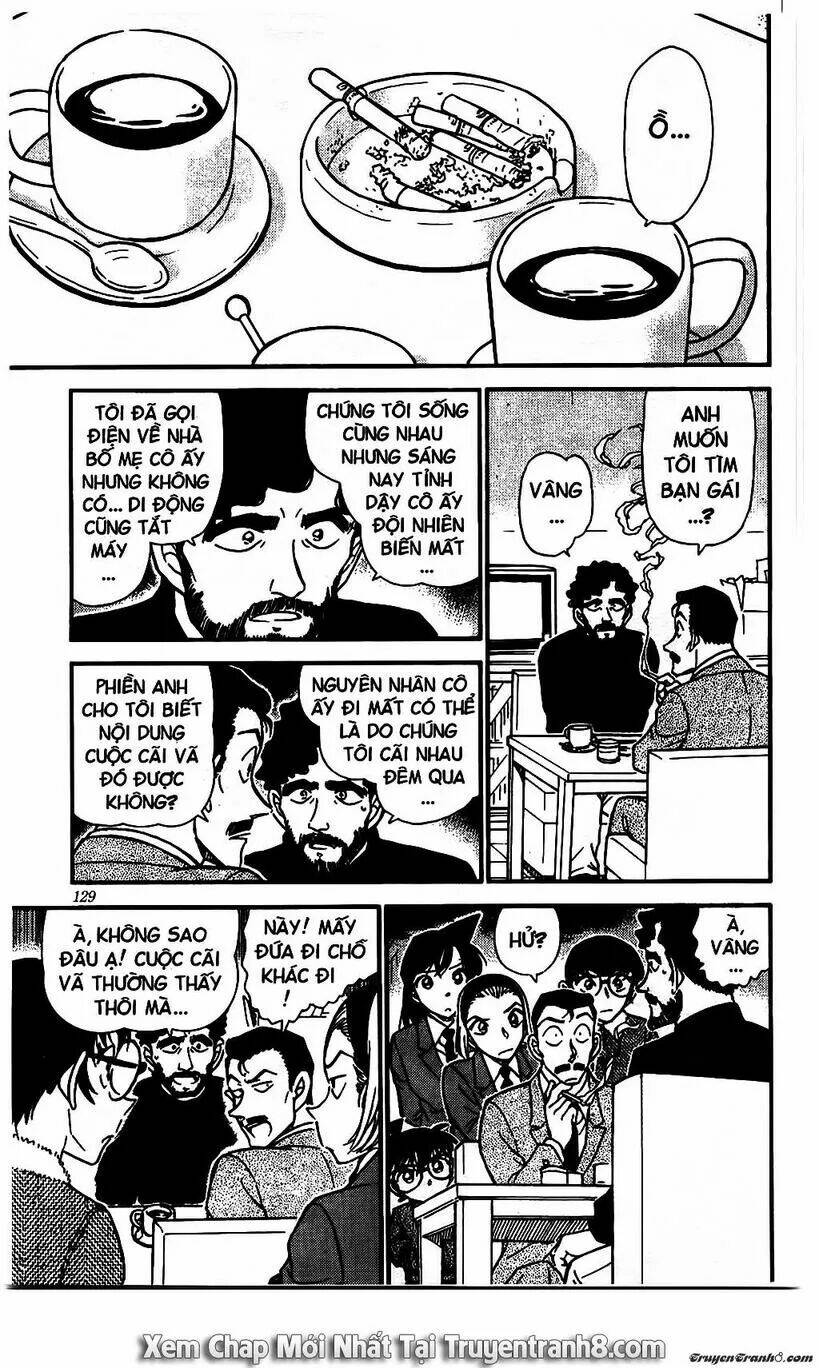 Ồ...
ANH
MUỐN
TÔI TÌM
BẠN GÁI
...?
VÂNG
...
CHÚNG TÔI SỐNG
CÙNG NHAU
NHƯNG SÁNG
NAY TỈNH
DẬY CÔ ẤY
ĐỘI NHIÊN
BIẾN MẤT
...
TÔI ĐÃ GỌI
ĐIỆN VỀ NHÀ
BỐ MẸ CÔ ẤY
NHƯNG KHÔNG
CÓ... DI ĐỘNG
CŨNG TẮT
MÁY
...
NGUYÊN NHÂN CÔ
ẤY ĐI MẤT CÓ THỂ
LÀ DO CHÚNG
TÔI CÃI NHAU
ĐÊM QUA
...
PHIỀN ANH
CHO TÔI BIẾT
NỘI DUNG
CUỘC CÃI VÃ
ĐÓ ĐƯỢC
KHÔNG?
129
À,
VÂNG
...
HỬ?
NÀY! MẤY
ĐỨA ĐI CHỖ
KHÁC ĐI
!
À, KHÔNG SAO
ĐÂU Ạ! CUỘC CÃI
VÃ THƯỜNG THẤY
THÔI MÀ...
Xem Chap Mới Nhất Tại Truyentranh8.com
TruyenTranh8.com